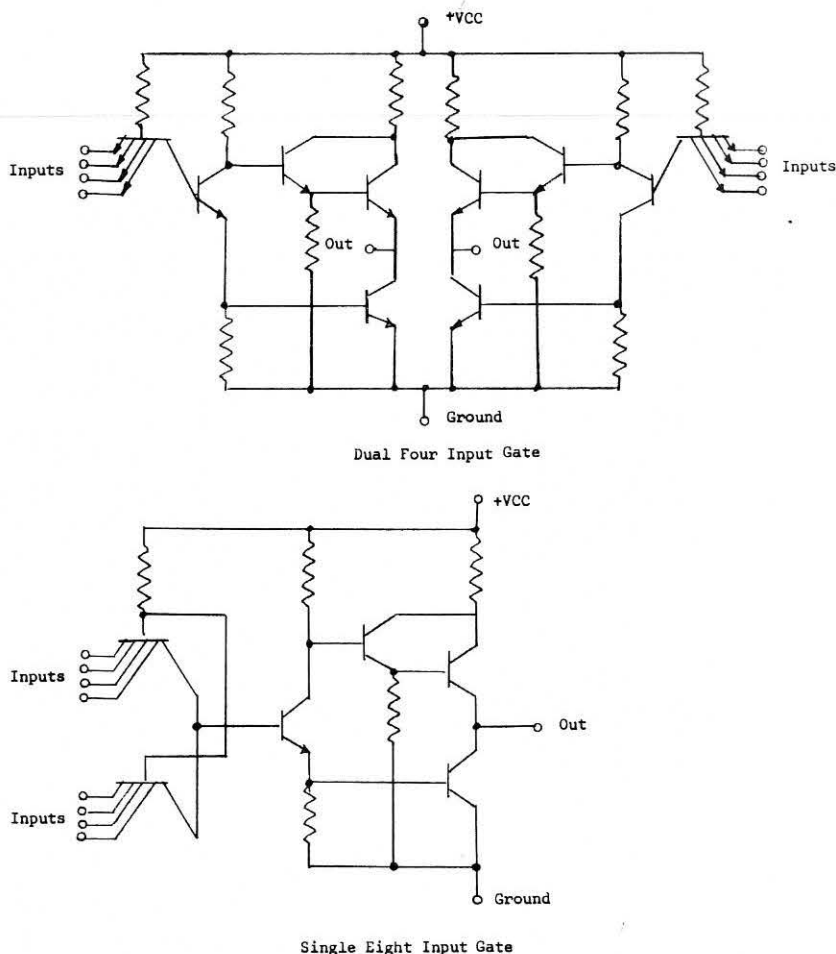 +VCC
Inputs
Inputs
Out
Out
Ground
Dual Four Input Gate
+VCC
Inputs
Out
Inputs
Ground
Single Eight Input Gate